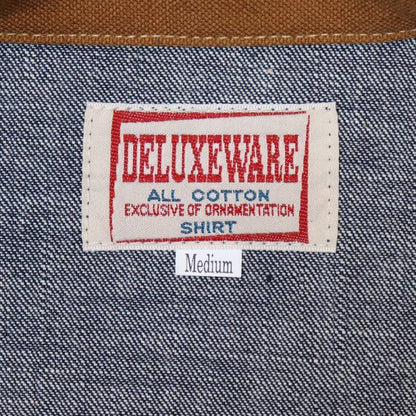 DELUXEWARE
ALL COTTON
EXCLUSIVE OF ORNAMENTATION
SHIRT
Medium